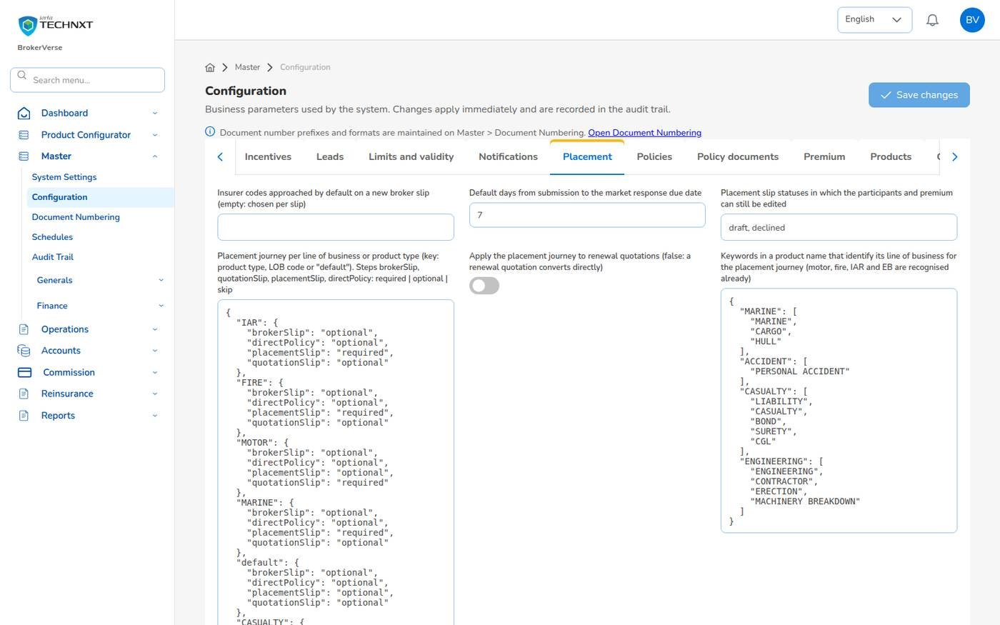 iorta
TECHNXT
BrokerVerse
Search menu...
Dashboard
Product Configurator
Master
System Settings
Configuration
Document Numbering
Schedules
Audit Trail
Generals
Finance
Operations
Accounts
Commission
Reinsurance
Reports
English
BV
Master
Configuration
Configuration
Save changes
Business parameters used by the system. Changes apply immediately and are recorded in the audit trail.
Document number prefixes and formats are maintained on Master > Document Numbering. Open Document Numbering
Incentives
Leads
Limits and validity
Notifications
Placement
Policies
Policy documents
Premium
Products
Insurer codes approached by default on a new broker slip
(empty: chosen per slip)
Default days from submission to the market response due date
7
Placement slip statuses in which the participants and premium
can still be edited
draft, declined
Placement journey per line of business or product type (key:
product type, LOB code or "default"). Steps brokerSlip,
quotationSlip, placementSlip, directPolicy: required | optional |
skip
{
"IAR": {
"brokerSlip": "optional",
"directPolicy": "optional",
"placementSlip": "required",
"quotationSlip": "optional"
},
"FIRE": {
"brokerSlip": "optional",
"directPolicy": "optional",
"placementSlip": "required",
"quotationSlip": "optional"
},
"MOTOR": {
"brokerSlip": "optional",
"directPolicy": "optional",
"placementSlip": "optional",
"quotationSlip": "required"
},
"MARINE": {
"brokerSlip": "optional",
"directPolicy": "optional",
"placementSlip": "required",
"quotationSlip": "optional"
},
"default": {
"brokerSlip": "optional",
"directPolicy": "optional",
"placementSlip": "optional",
"quotationSlip": "optional"
},
"CASUALTY": {
Apply the placement journey to renewal quotations (false: a
renewal quotation converts directly)
Keywords in a product name that identify its line of business for
the placement journey (motor, fire, IAR and EB are recognised
already)
{
"MARINE": [
"MARINE",
"CARGO",
"HULL"
],
"ACCIDENT": [
"PERSONAL ACCIDENT"
],
"CASUALTY": [
"LIABILITY",
"CASUALTY",
"BOND",
"SURETY",
"CGL"
],
"ENGINEERING": [
"ENGINEERING",
"CONTRACTOR",
"ERECTION",
"MACHINERY BREAKDOWN"
]
}